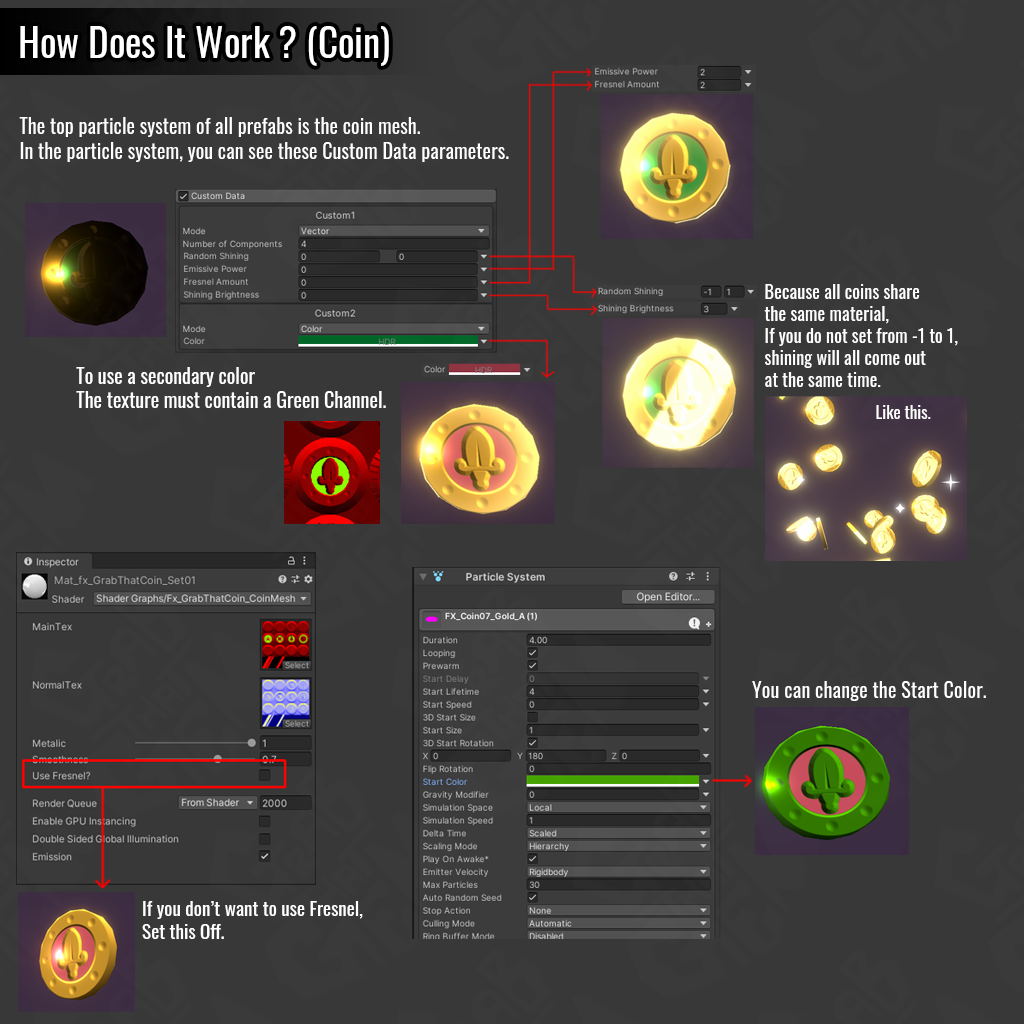 How Does It Work ? (Coin)
The top particle system of all prefabs is the coin mesh.
In the particle system, you can see these Custom Data parameters.
Emissive Power 2
Fresnel Amount 2
Custom Data
Custom1
Mode Vector
Number of Components 4
Random Shining 0 0
Emissive Power 0
Fresnel Amount 0
Shining Brightness 0
Custom2
Mode Color
Color HDR
Random Shining -1 1
Shining Brightness 3
Because all coins share
the same material,
If you do not set from -1 to 1,
shining will all come out
at the same time.
Like this.
To use a secondary color
The texture must contain a Green Channel.
Color HDR
Inspector
Mat_fx_GrabThatCoin_Set01
Shader Shader Graphs/Fx_GrabThatCoin_CoinMesh
MainTex
Select
NormalTex
Select
Metalic 1
Smoothness 0.7
Use Fresnel?
Render Queue From Shader 2000
Enable GPU Instancing
Double Sided Global Illumination
Emission
If you don't want to use Fresnel,
Set this Off.
Particle System
Open Editor...
FX_Coin07_Gold_A (1)
Duration 4.00
Looping
Prewarm
Start Delay 0
Start Lifetime 4
Start Speed 0
3D Start Size
Start Size 1
3D Start Rotation
X 0 Y 180 Z 0
Flip Rotation 0
Start Color
Gravity Modifier 0
Simulation Space Local
Simulation Speed 1
Delta Time Scaled
Scaling Mode Hierarchy
Play On Awake*
Emitter Velocity Rigidbody
Max Particles 30
Auto Random Seed
Stop Action None
Culling Mode Automatic
Ring Buffer Mode Disabled
You can change the Start Color.